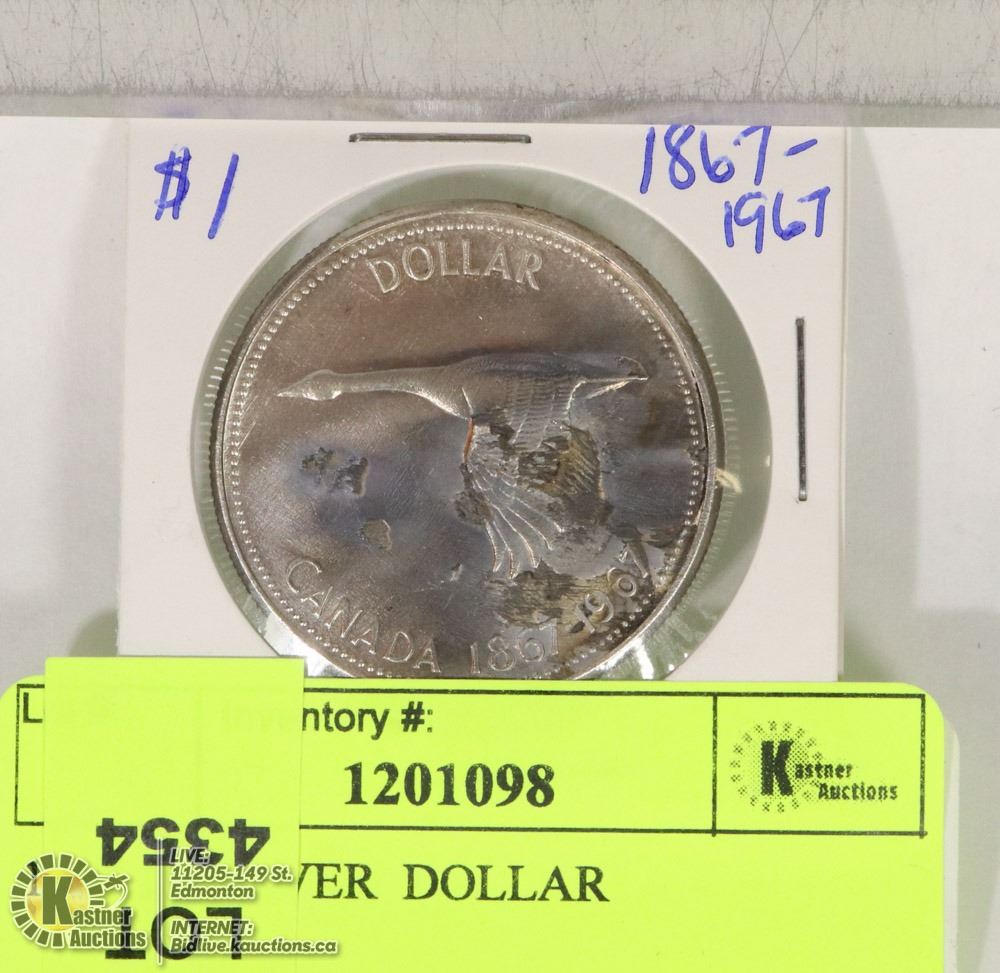 $1
1867-
1967
DOLLAR
CANADA 1867-1967
Inventory #:
1201098
Kastner
Auctions
VER DOLLAR
LOT
4354
Kastner
Auctions
LIVE:
11205-149 St.
Edmonton
INTERNET:
Bidlive.kauctions.ca